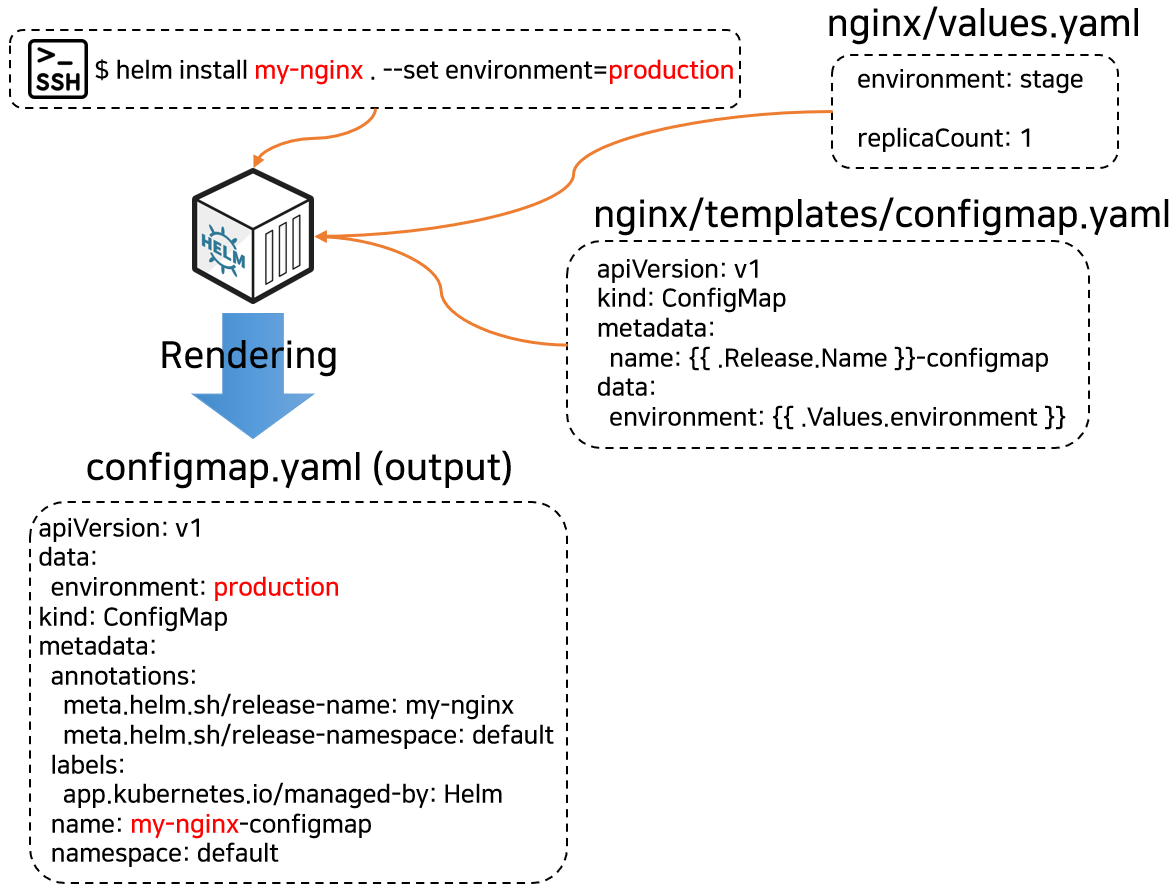 >_
SSH
$ helm install my-nginx . --set environment=production
nginx/values.yaml
environment: stage
replicaCount: 1
nginx/templates/configmap.yaml
apiVersion: v1
kind: ConfigMap
metadata:
  name: {{ .Release.Name }}-configmap
data:
  environment: {{ .Values.environment }}
HELM
Rendering
configmap.yaml (output)
apiVersion: v1
data:
  environment: production
kind: ConfigMap
metadata:
  annotations:
    meta.helm.sh/release-name: my-nginx
    meta.helm.sh/release-namespace: default
  labels:
    app.kubernetes.io/managed-by: Helm
  name: my-nginx-configmap
  namespace: default